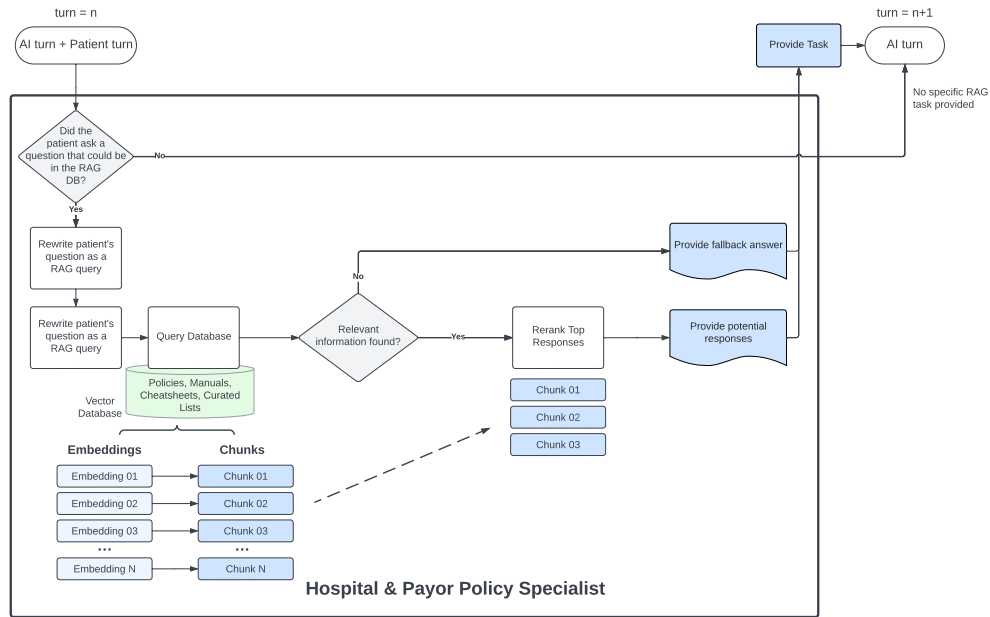 turn = n
turn = n+1
AI turn + Patient turn
Provide Task
AI turn
No specific RAG
task provided
Did the
patient ask a
question that could be
in the RAG
DB?
No
Yes
Rewrite patient's
question as a
RAG query
Provide fallback answer
No
Rewrite patient's
question as a
RAG query
Query Database
Relevant
information found?
Yes
Rerank Top
Responses
Provide potential
responses
Policies, Manuals,
Cheatsheets, Curated
Lists
Vector
Database
Chunk 01
Chunk 02
Chunk 03
Embeddings
Chunks
Embedding 01
Chunk 01
Embedding 02
Chunk 02
Embedding 03
Chunk 03
...
...
Embedding N
Chunk N
Hospital & Payor Policy Specialist